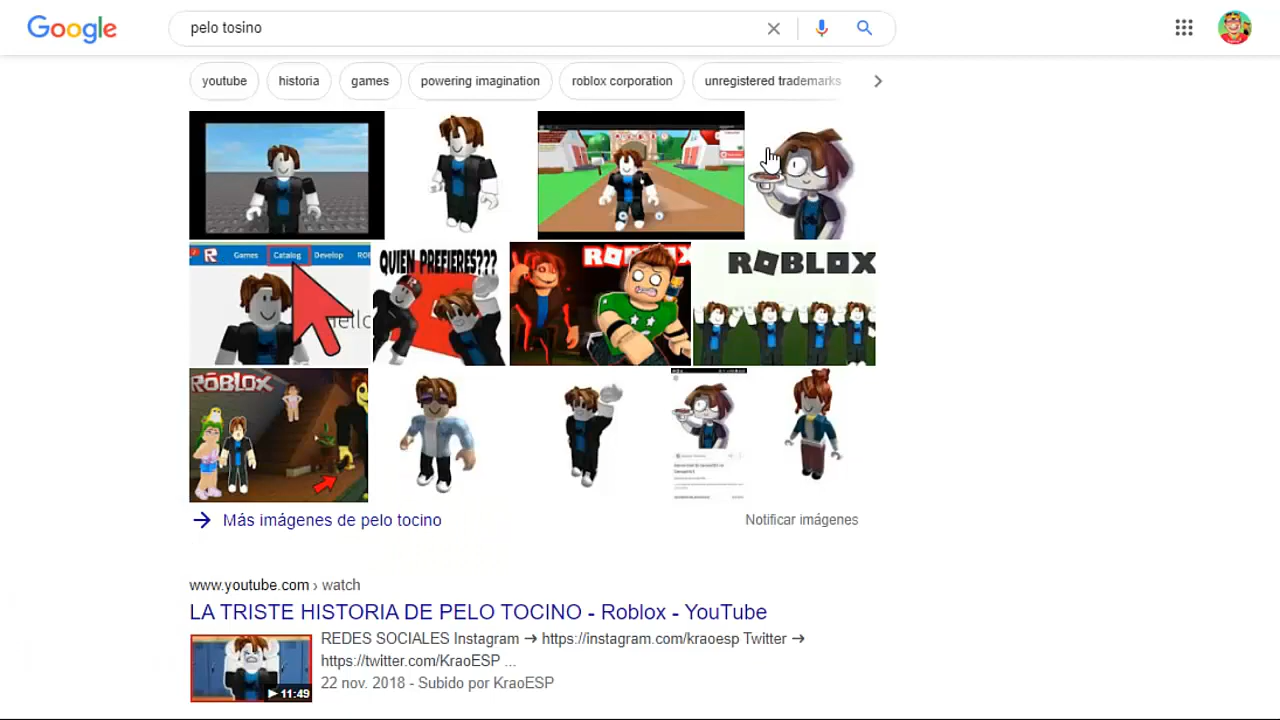 Google
pelo tosino
youtube
historia
games
powering imagination
roblox corporation
unregistered trademarks
Games Catalog Develop RO
ello
QUIEN PREFIERES???
ROBLOX
ROBLOX
ROBLOX
Más imágenes de pelo tocino
Notificar imágenes
www.youtube.com › watch
LA TRISTE HISTORIA DE PELO TOCINO - Roblox - YouTube
REDES SOCIALES Instagram → https://instagram.com/kraoesp Twitter →
https://twitter.com/KraoESP ...
11:49
22 nov. 2018 - Subido por KraoESP